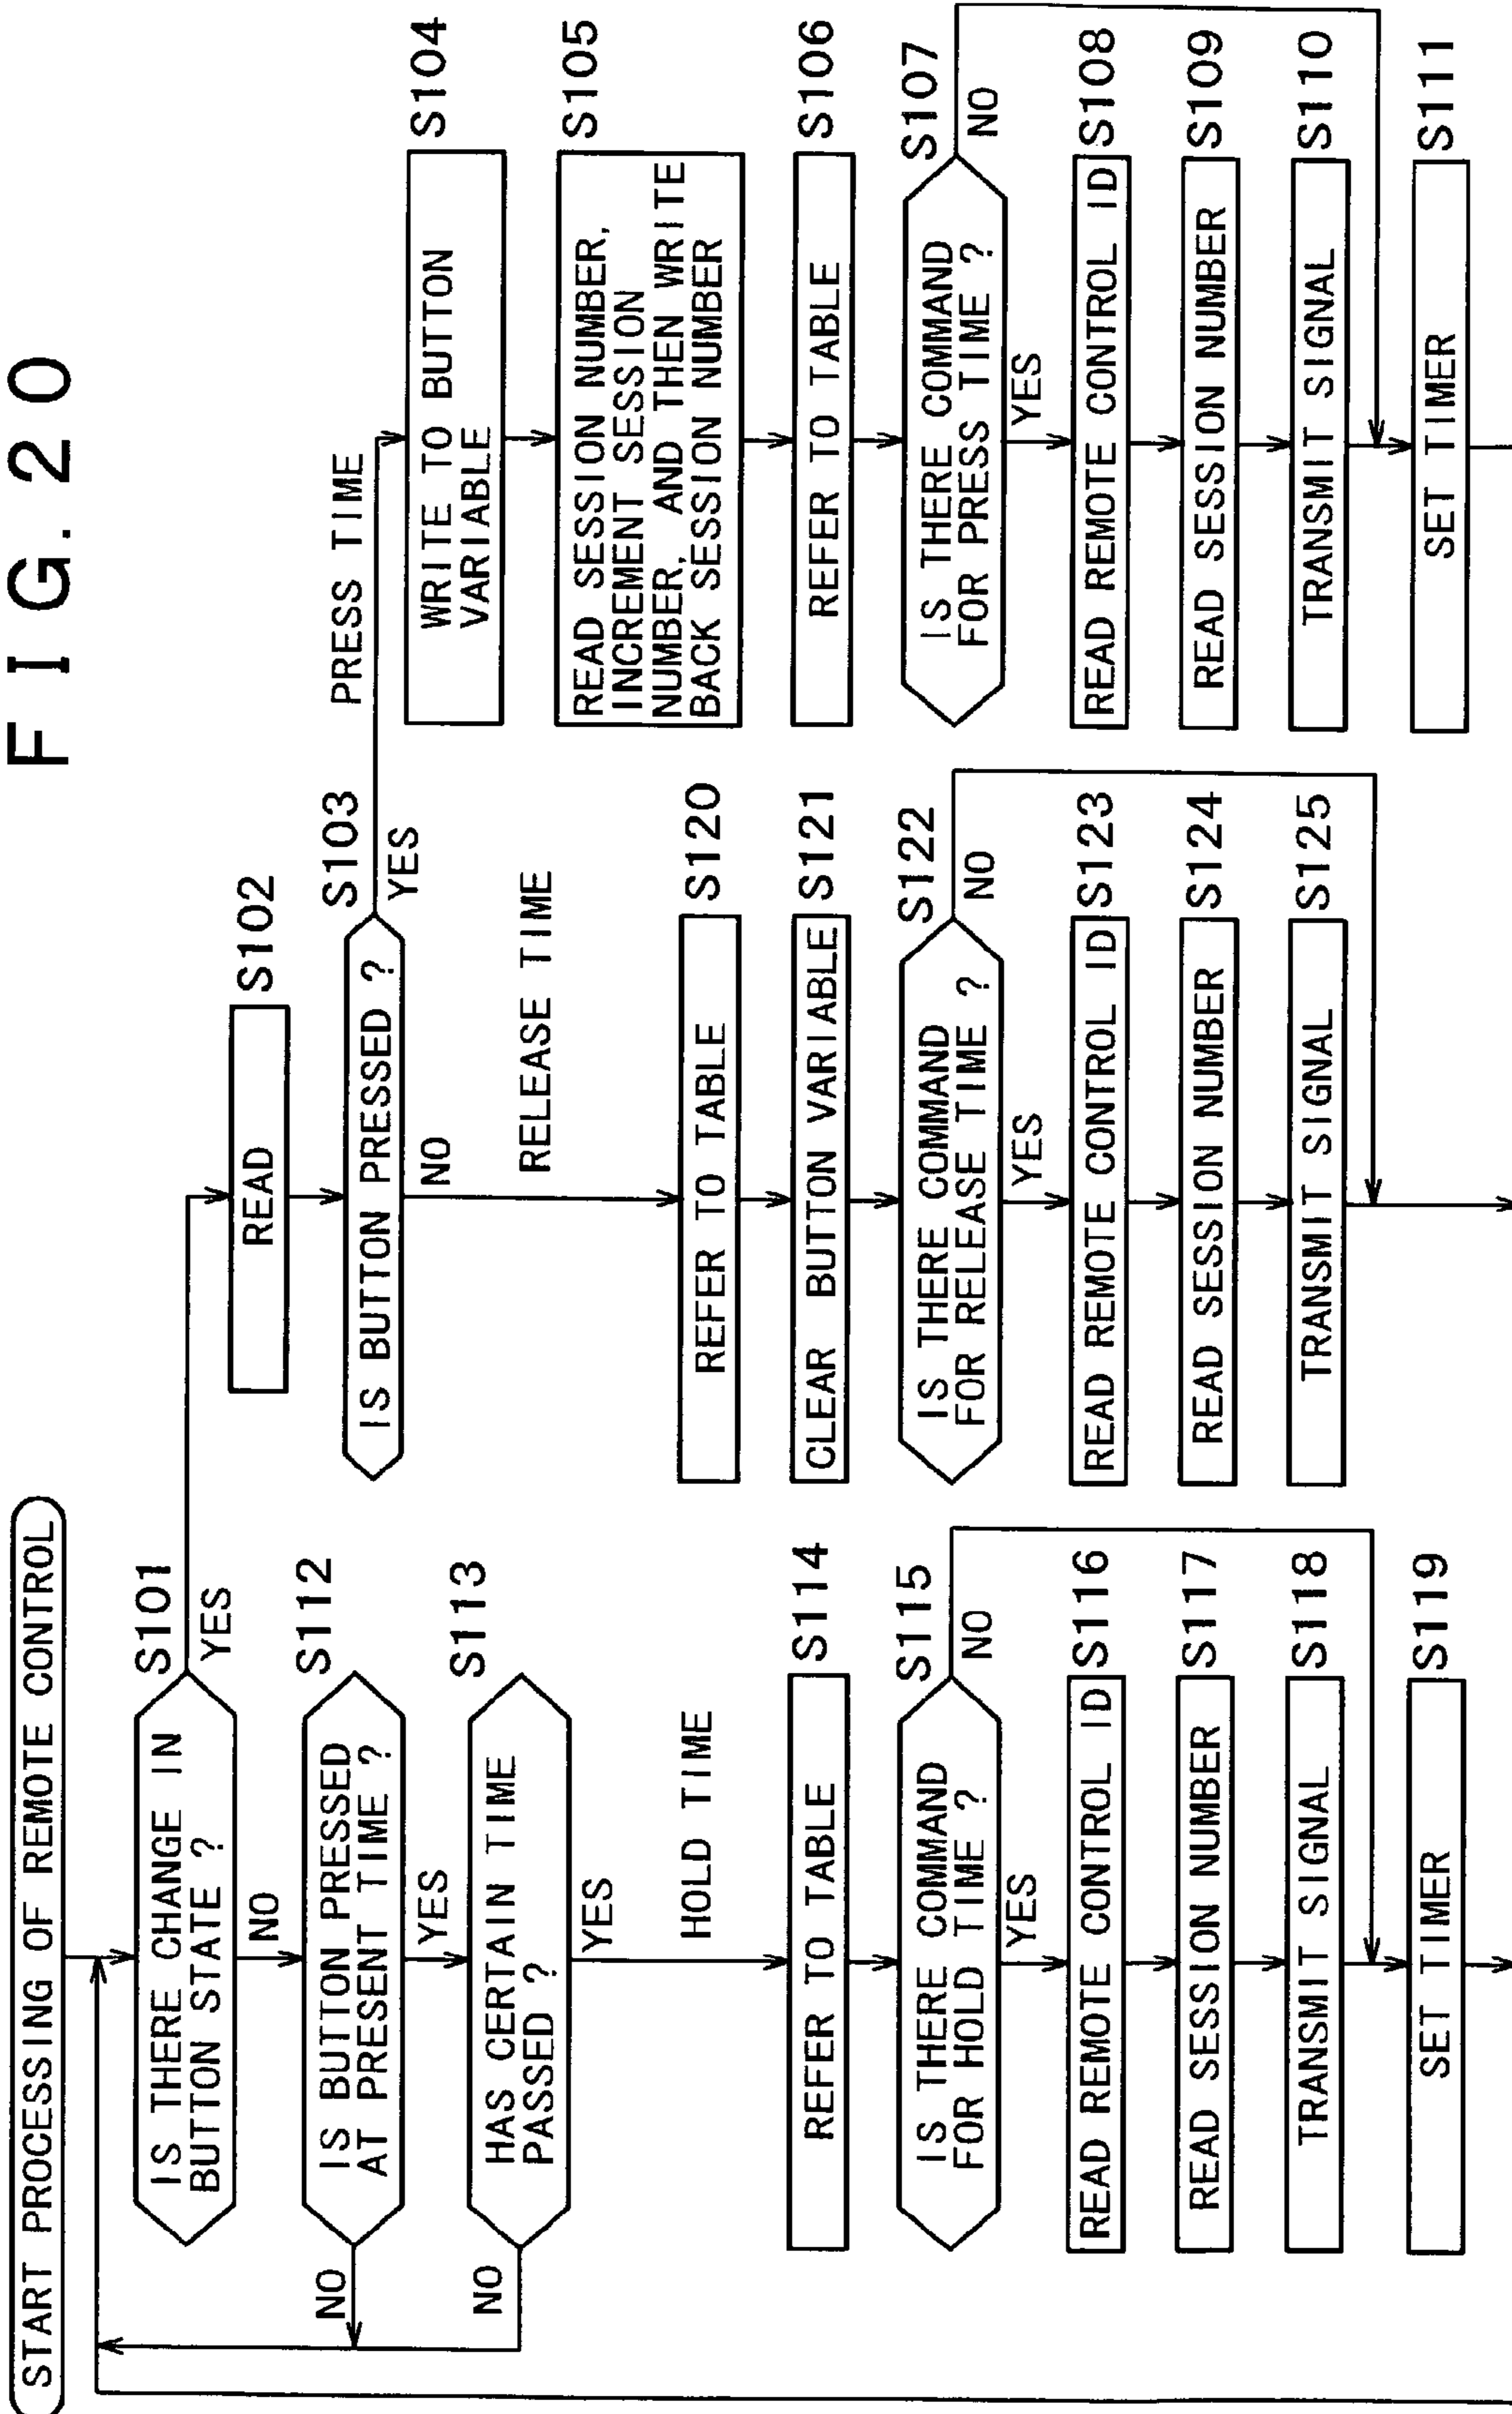 FIG. 20
START PROCESSING OF REMOTE CONTROL
IS THERE CHANGE IN
BUTTON STATE ?
S101
YES
NO
IS BUTTON PRESSED
AT PRESENT TIME ?
S112
NO
YES
HAS CERTAIN TIME
PASSED ?
S113
NO
YES
HOLD TIME
REFER TO TABLE
S114
IS THERE COMMAND
FOR HOLD TIME ?
S115
NO
YES
READ REMOTE CONTROL ID
S116
READ SESSION NUMBER
S117
TRANSMIT SIGNAL
S118
SET TIMER
S119
READ
S102
IS BUTTON PRESSED ?
S103
YES
NO
RELEASE TIME
REFER TO TABLE
S120
CLEAR BUTTON VARIABLE
S121
IS THERE COMMAND
FOR RELEASE TIME ?
S122
NO
YES
READ REMOTE CONTROL ID
S123
READ SESSION NUMBER
S124
TRANSMIT SIGNAL
S125
PRESS TIME
WRITE TO BUTTON
VARIABLE
S104
READ SESSION NUMBER,
INCREMENT SESSION
NUMBER, AND THEN WRITE
BACK SESSION NUMBER
S105
REFER TO TABLE
S106
IS THERE COMMAND
FOR PRESS TIME ?
S107
NO
YES
READ REMOTE CONTROL ID
S108
READ SESSION NUMBER
S109
TRANSMIT SIGNAL
S110
SET TIMER
S111